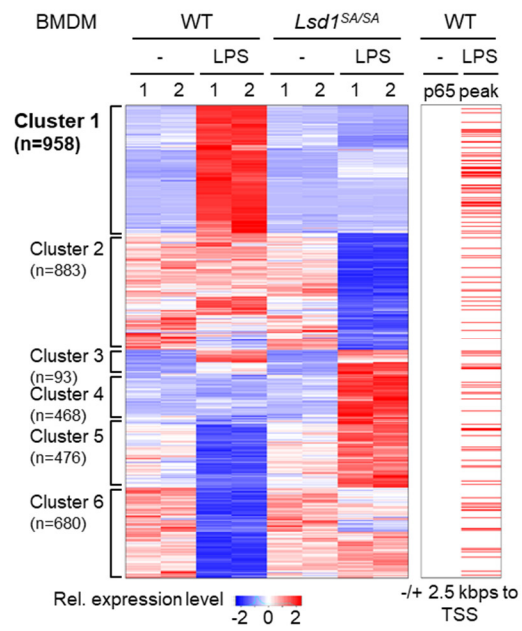 BMDM WT Lsd1SA/SA WT
- LPS - LPS - LPS
1 2 1 2 1 2 1 2 p65 peak
Cluster 1
(n=958)
Cluster 2
(n=883)
Cluster 3
(n=93)
Cluster 4
(n=468)
Cluster 5
(n=476)
Cluster 6
(n=680)
Rel. expression level
-2 0 2
-/+ 2.5 kbps to
TSS